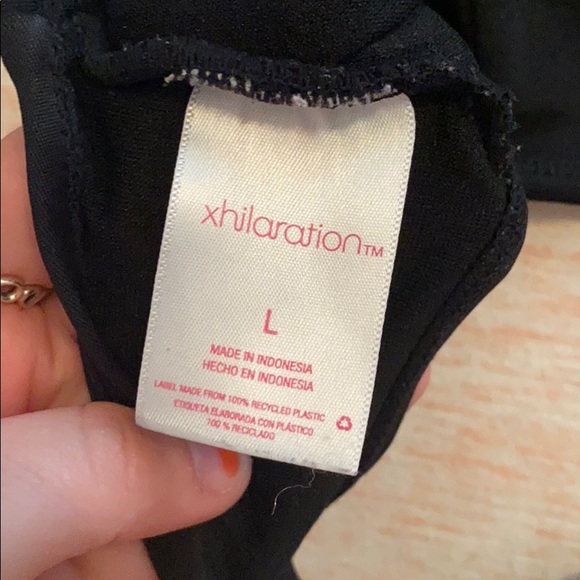 xhilaration™
L
MADE IN INDONESIA
HECHO EN INDONESIA
LABEL MADE FROM 100% RECYCLED PLASTIC
ETIQUETA ELABORADA CON PLÁSTICO
100 % RECICLADO